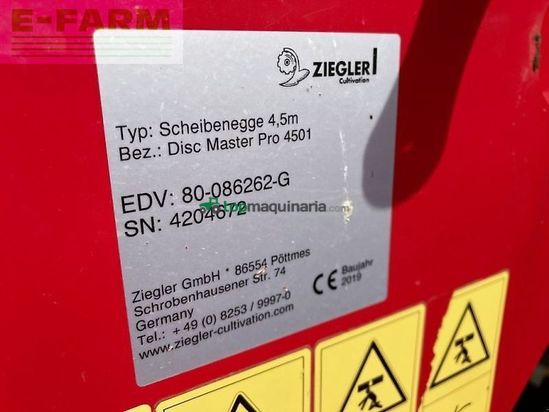 E-FARM
ZIEGLER
Cultivation
Typ: Scheibenegge 4,5m
Bez.: Disc Master Pro 4501
EDV: 80-086262-G
topmaquinaria.com
SN: 4204672
Ziegler GmbH * 86554 Pöttmes
Schrobenhausener Str. 74
Germany
Tel.: + 49 (0) 8253 / 9997-0
www.ziegler-cultivation.com
CE Baujahr
2019